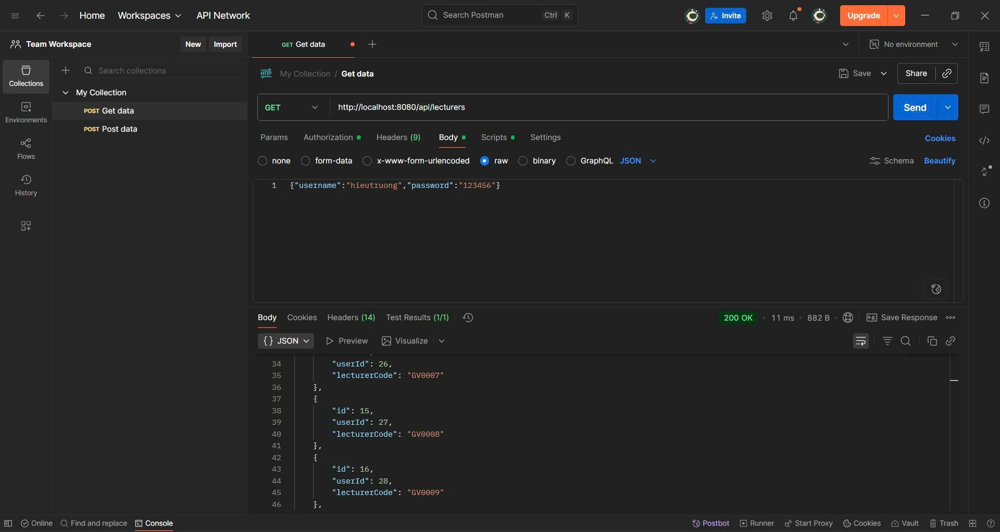 Home Workspaces API Network Search Postman Ctrl K Invite Upgrade
Team Workspace New Import GET Get data No environment
Collections Search collections
My Collection / Get data Save Share
My Collection
POST Get data
POST Post data
Environments
Flows
History
GET http://localhost:8080/api/lecturers Send
Params Authorization Headers (9) Body Scripts Settings Cookies
none form-data x-www-form-urlencoded raw binary GraphQL JSON Schema Beautify
1 {"username":"hieutruong","password":"123456"}
Body Cookies Headers (14) Test Results (1/1) 200 OK • 11 ms • 882 B e.g. Save Response
{} JSON Preview Visualize
34 "userId": 26,
35 "lecturerCode": "GV0007"
36 },
37 {
38 "id": 15,
39 "userId": 27,
40 "lecturerCode": "GV0008"
41 },
42 {
43 "id": 16,
44 "userId": 28,
45 "lecturerCode": "GV0009"
46 },
Online Find and replace Console Postbot Runner Start Proxy Cookies Vault Trash